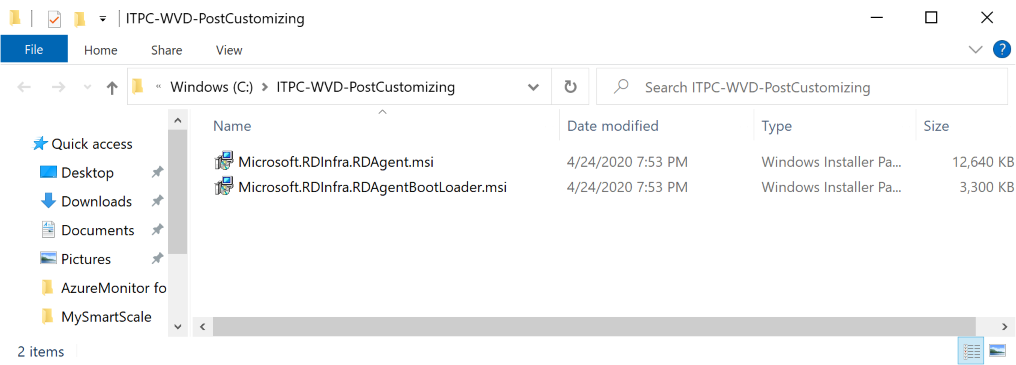 ITPC-WVD-PostCustomizing
File Home Share View
« Windows (C:) > ITPC-WVD-PostCustomizing Search ITPC-WVD-PostCustomizing
Name Date modified Type Size
Quick access
Microsoft.RDInfra.RDAgent.msi 4/24/2020 7:53 PM Windows Installer Pa... 12,640 KB
Desktop
Microsoft.RDInfra.RDAgentBootLoader.msi 4/24/2020 7:53 PM Windows Installer Pa... 3,300 KB
Downloads
Documents
Pictures
AzureMonitor fo
MySmartScale
2 items